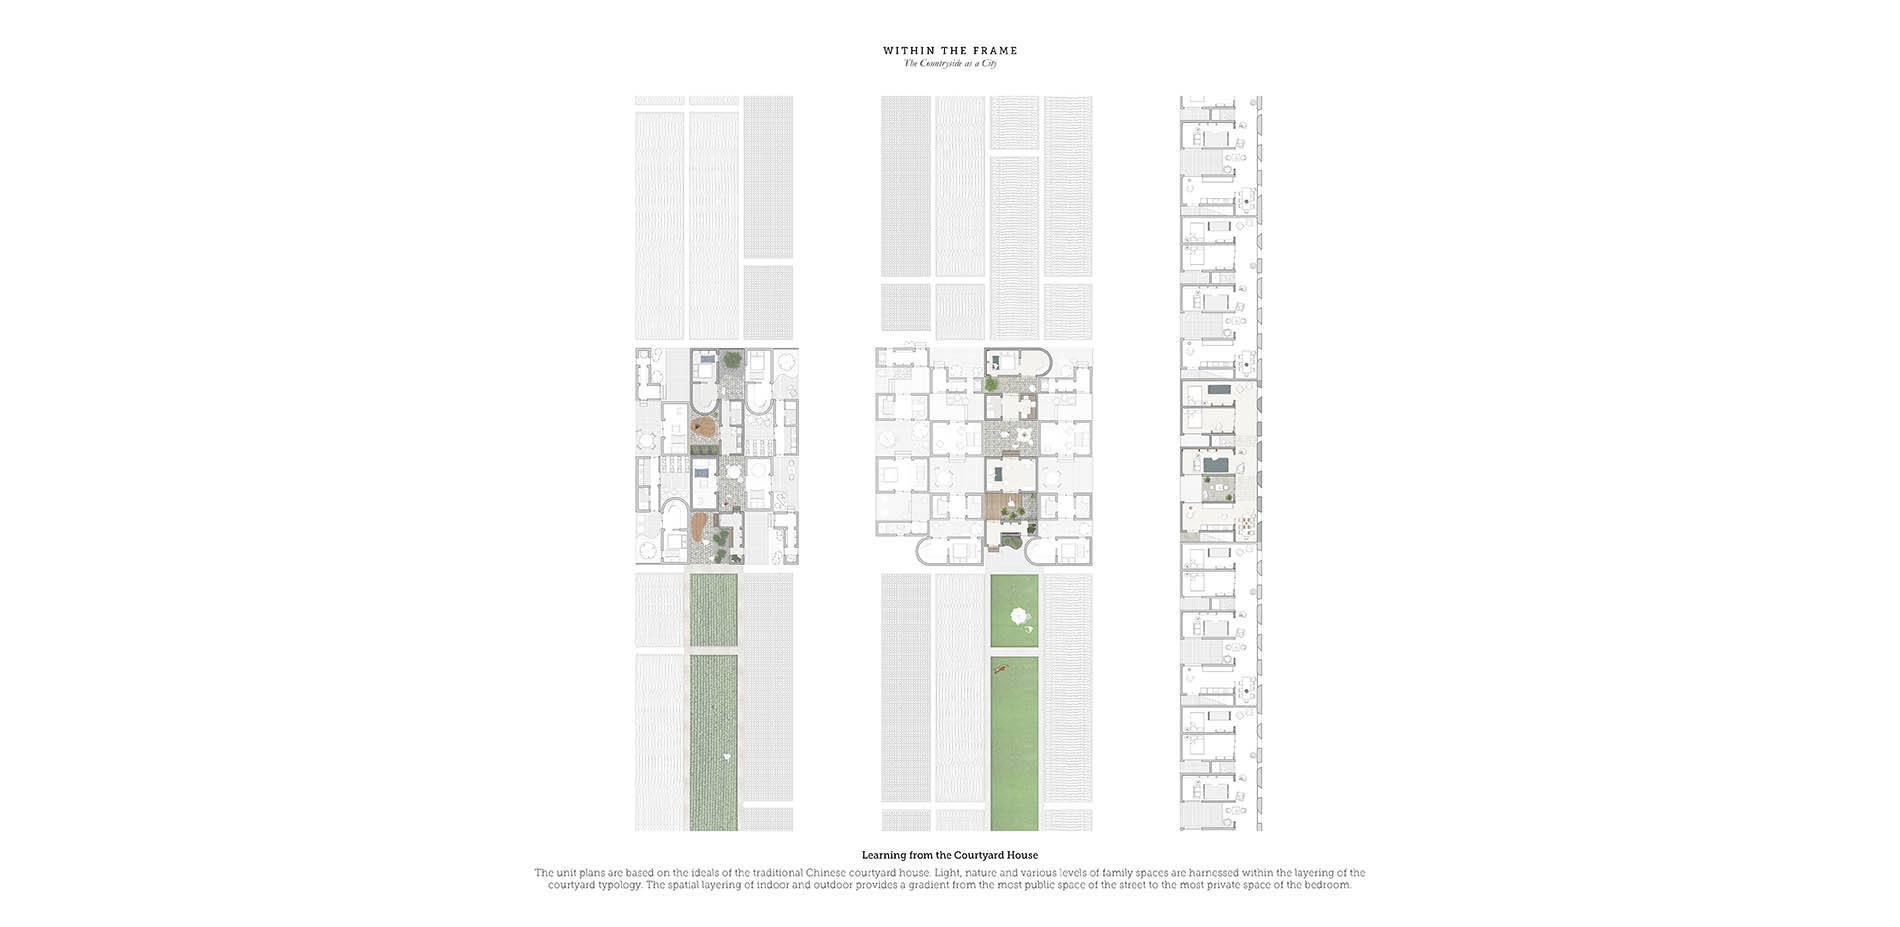 WITHIN THE FRAME
The Countryside as a City
Learning from the Courtyard House
The unit plans are based on the ideals of the traditional Chinese courtyard house. Light, nature and various levels of family spaces are harnessed within the layering of the
courtyard typology. The spatial layering of indoor and outdoor provides a gradient from the most public space of the street to the most private space of the bedroom.